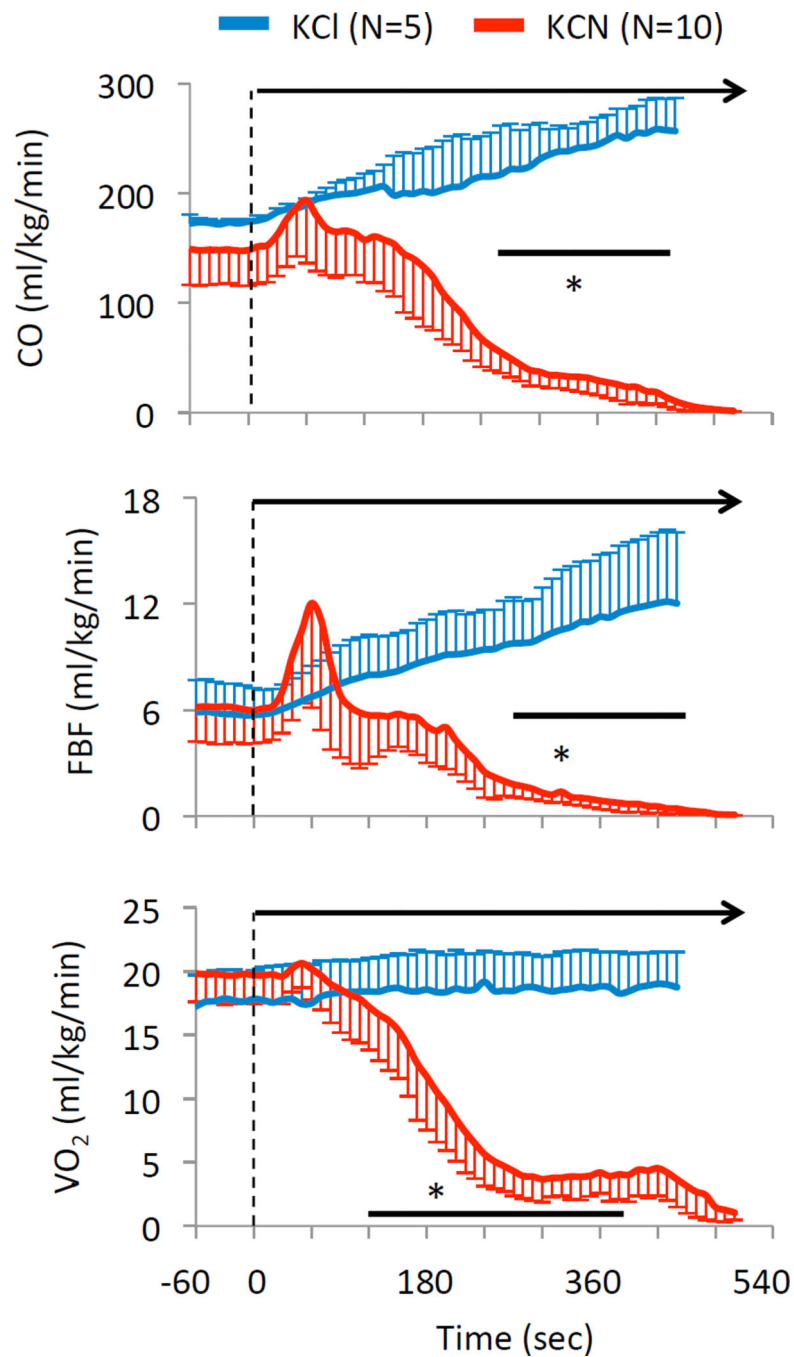 KCl (N=5) KCN (N=10)
CO (ml/kg/min)
300
200
100
0
*
FBF (ml/kg/min)
18
12
6
0
*
VO₂ (ml/kg/min)
25
20
15
10
5
0
*
-60 0 180 360 540
Time (sec)